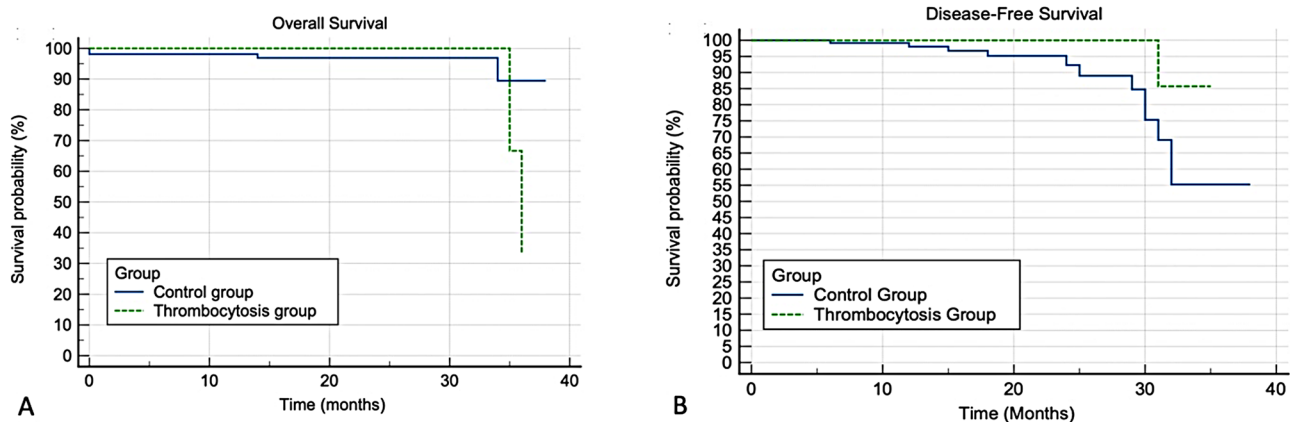 Overall Survival
Survival probability (%)
100
90
80
70
60
50
40
30
20
10
0
Group
Control group
Thrombocytosis group
0 10 20 30 40
Time (months)
A
Disease-Free Survival
Survival probability (%)
100
95
90
85
80
75
70
65
60
55
50
45
40
35
30
25
20
15
10
5
0
Group
Control Group
Thrombocytosis Group
0 10 20 30 40
Time (Months)
B